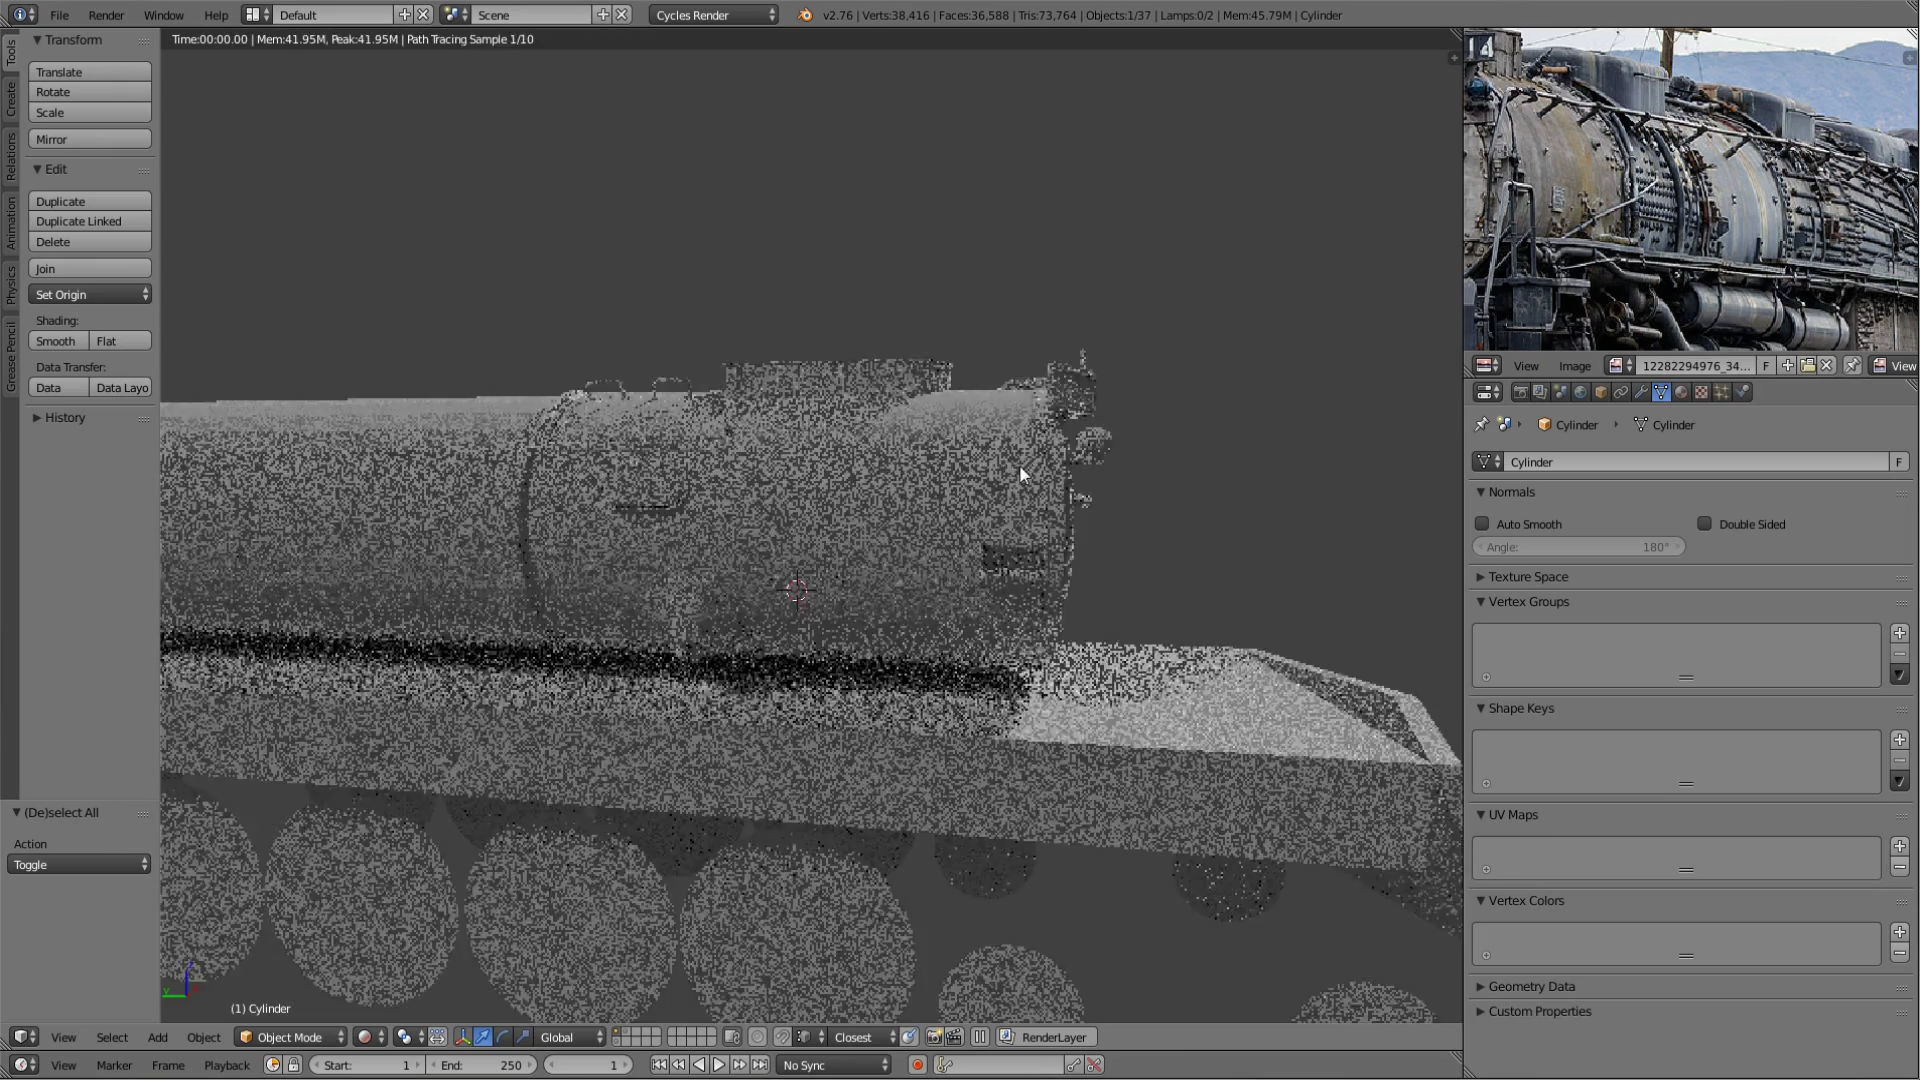 File Render Window Help Default Scene Cycles Render v2.76 | Verts:38,416 | Faces:36,588 | Tris:73,764 | Objects:1/37 | Lamps:0/2 | Mem:45.79M | Cylinder
Time:00:00.00 | Mem:41.95M, Peak:41.95M | Path Tracing Sample 1/10
Tools
Create
Relations
Animation
Physics
Grease Pencil
Transform
Translate
Rotate
Scale
Mirror
Edit
Duplicate
Duplicate Linked
Delete
Join
Set Origin
Shading:
Smooth Flat
Data Transfer:
Data Data Layo
History
(De)select All
Action
Toggle
14
View Image 12282294976_34... F View
Cylinder Cylinder
Cylinder F
Normals
Auto Smooth Double Sided
Angle: 180°
Texture Space
Vertex Groups
Shape Keys
UV Maps
Vertex Colors
Geometry Data
Custom Properties
(1) Cylinder
View Select Add Object Object Mode Global Closest RenderLayer
View Marker Frame Playback Start: 1 End: 250 1 No Sync